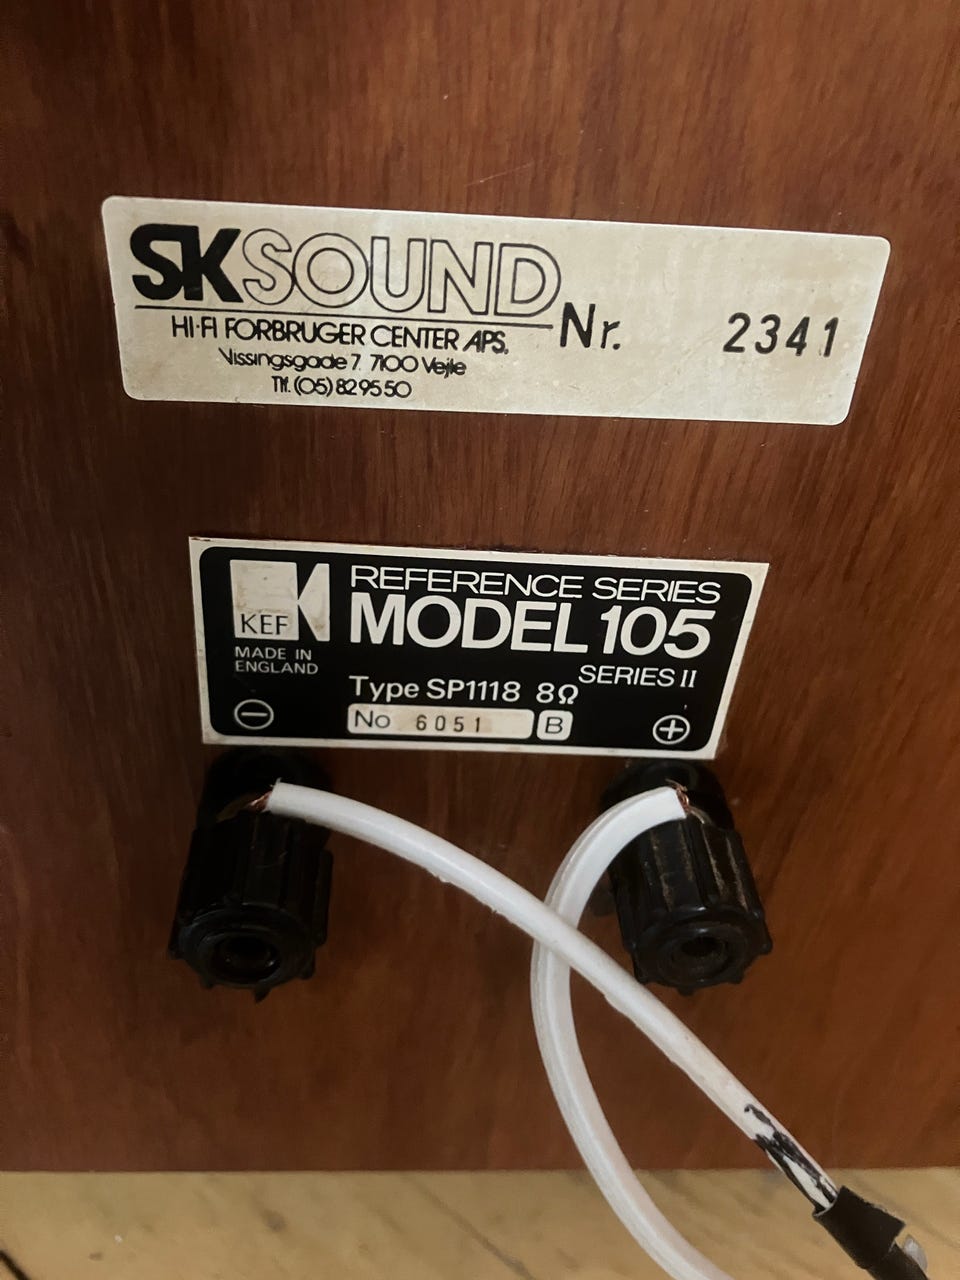 SKSOUND
HI-FI FORBRUGER CENTER APS.
Vissingsgade 7. 7100 Vejle
Tlf. (05) 82 95 50
Nr. 2341
KEF
MADE IN
ENGLAND
REFERENCE SERIES
MODEL 105
SERIES II
Type SP1118 8Ω
No 6051 B
− +